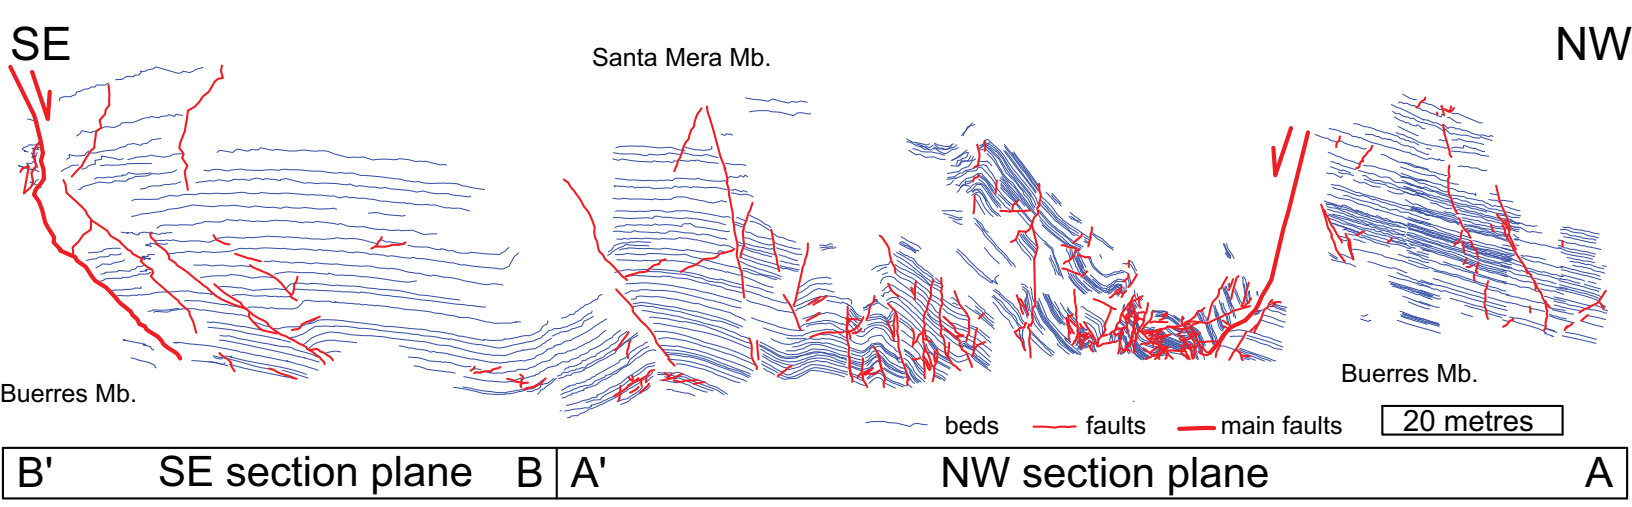 SE
Santa Mera Mb.
NW
Buerres Mb.
Buerres Mb.
beds
faults
main faults
20 metres
B' SE section plane B A' NW section plane A